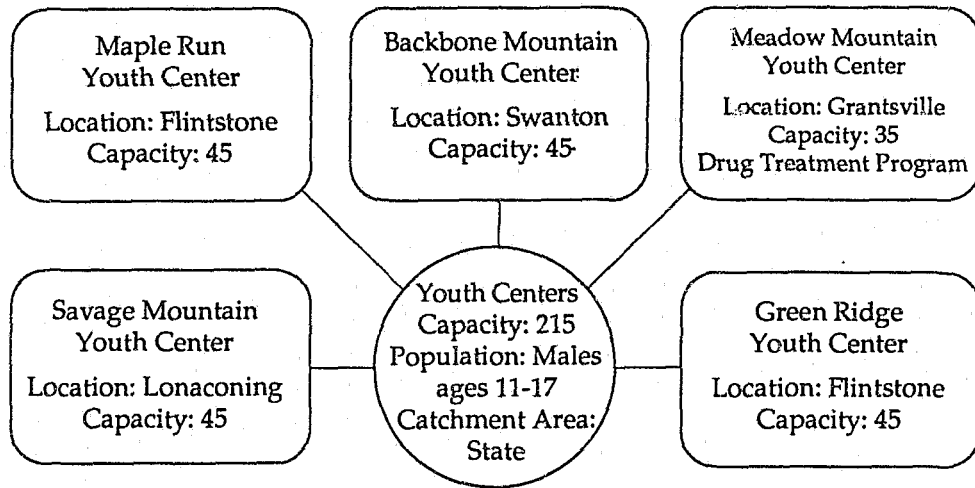 Maple Run
Youth Center
Location: Flintstone
Capacity: 45
Backbone Mountain
Youth Center
Location: Swanton
Capacity: 45
Meadow Mountain
Youth Center
Location: Grantsville
Capacity: 35
Drug Treatment Program
Savage Mountain
Youth Center
Location: Lonaconing
Capacity: 45
Youth Centers
Capacity: 215
Population: Males
ages 11-17
Catchment Area:
State
Green Ridge
Youth Center
Location: Flintstone
Capacity: 45